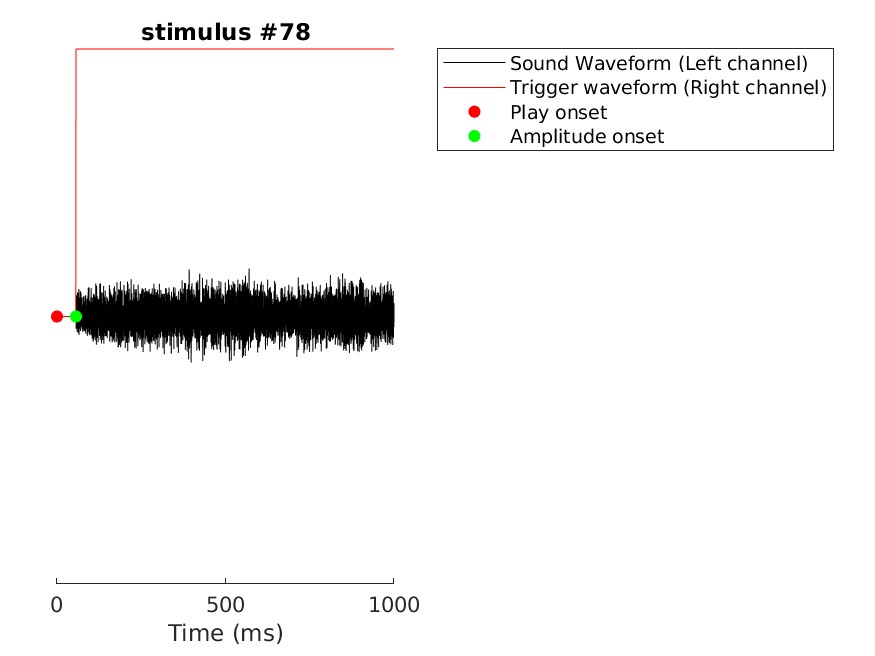 stimulus #78
Sound Waveform (Left channel)
Trigger waveform (Right channel)
Play onset
Amplitude onset
0 500 1000
Time (ms)